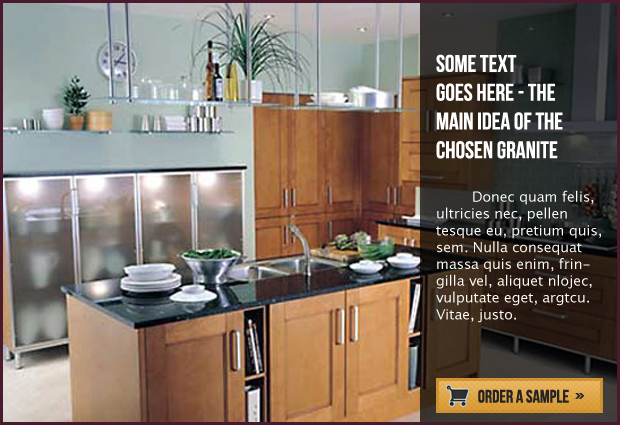 SOME TEXT
GOES HERE - THE
MAIN IDEA OF THE
CHOSEN GRANITE
Donec quam felis,
ultricies nec, pellen
tesque eu, pretium quis,
sem. Nulla consequat
massa quis enim, frin-
gilla vel, aliquet nlojec,
vulputate eget, argtcu.
Vitae, justo.
ORDER A SAMPLE »